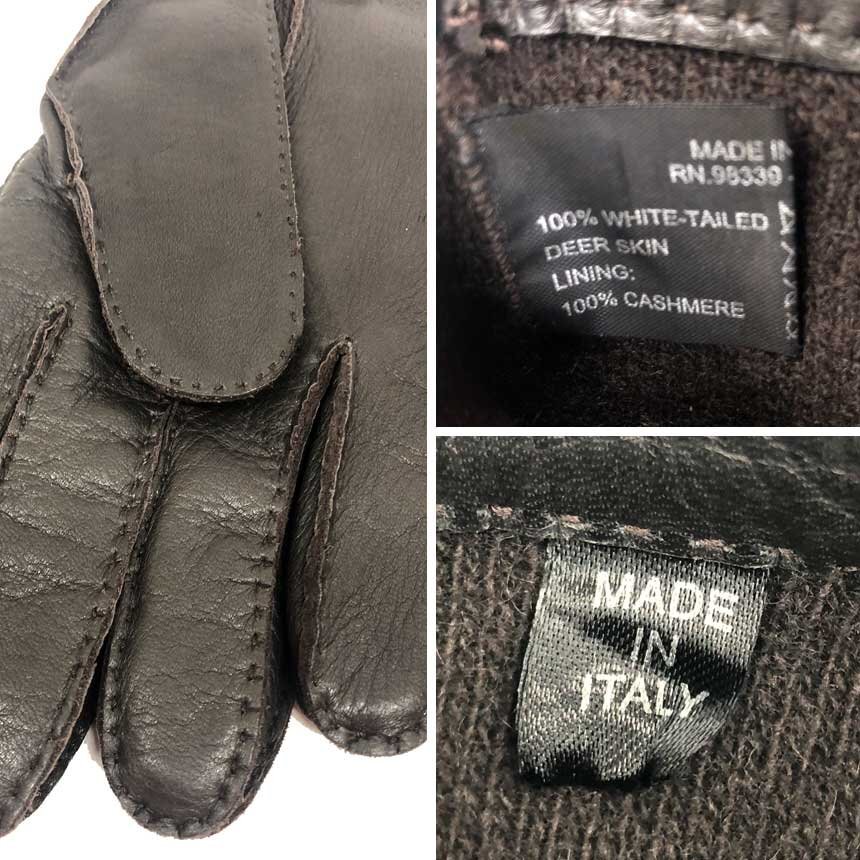 MADE IN
RN.98339
100% WHITE-TAILED
DEER SKIN
LINING:
100% CASHMERE
MADE
IN
ITALY